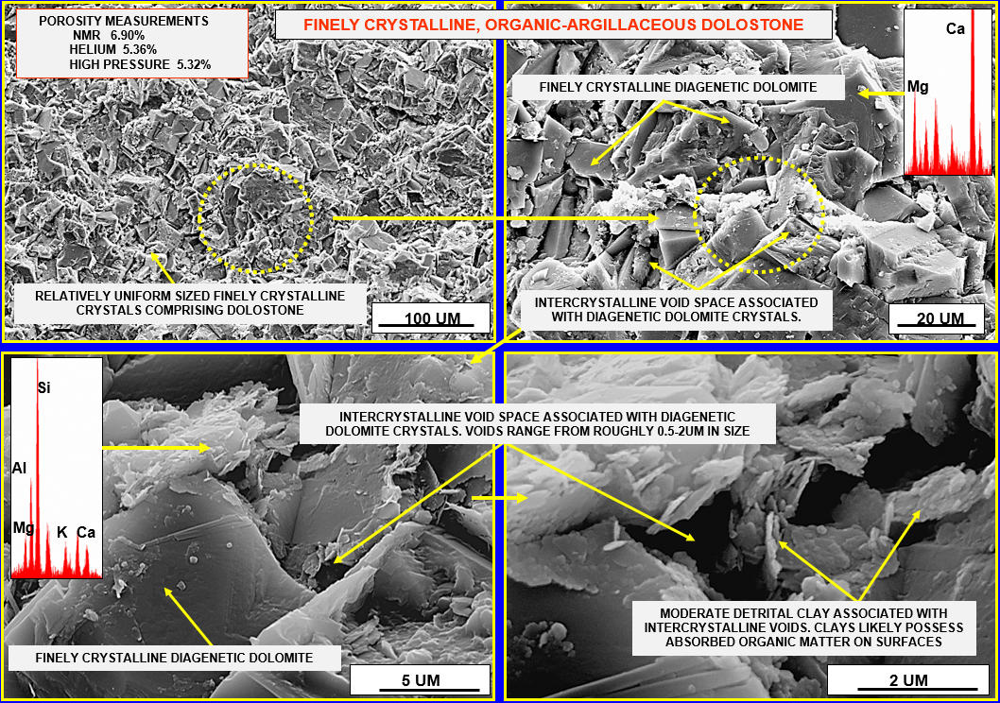 POROSITY MEASUREMENTS
NMR 6.90%
HELIUM 5.36%
HIGH PRESSURE 5.32%
FINELY CRYSTALLINE, ORGANIC-ARGILLACEOUS DOLOSTONE
Ca
Mg
FINELY CRYSTALLINE DIAGENETIC DOLOMITE
RELATIVELY UNIFORM SIZED FINELY CRYSTALLINE
CRYSTALS COMPRISING DOLOSTONE
100 UM
INTERCRYSTALLINE VOID SPACE ASSOCIATED
WITH DIAGENETIC DOLOMITE CRYSTALS.
20 UM
Si
Al
Mg
K
Ca
INTERCRYSTALLINE VOID SPACE ASSOCIATED WITH DIAGENETIC
DOLOMITE CRYSTALS. VOIDS RANGE FROM ROUGHLY 0.5-2UM IN SIZE
FINELY CRYSTALLINE DIAGENETIC DOLOMITE
5 UM
MODERATE DETRITAL CLAY ASSOCIATED WITH
INTERCRYSTALLINE VOIDS. CLAYS LIKELY POSSESS
ABSORBED ORGANIC MATTER ON SURFACES
2 UM